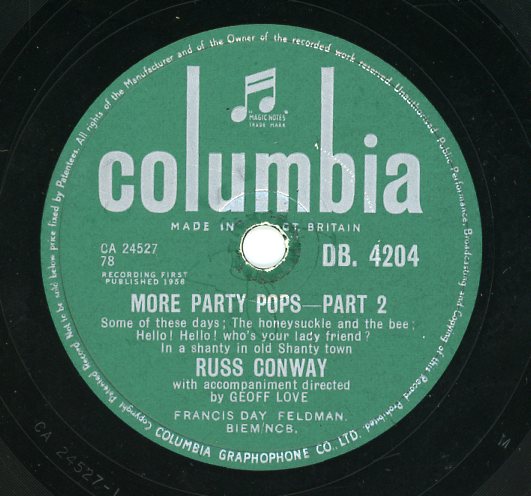 All rights of the Manufacturer and of the Owner of the recorded work reserved. Unauthorised Public Performance, Broadcasting and Copying of this Record Prohibited.
MAGIC NOTES
TRADE MARK
columbia
MADE IN G CT. BRITAIN
CA 24527
78
DB. 4204
RECORDING FIRST
PUBLISHED 1958
MORE PARTY POPS—PART 2
Some of these days; The honeysuckle and the bee;
Hello! Hello! who's your lady friend?
In a shanty in old Shanty town
RUSS CONWAY
with accompaniment directed
by GEOFF LOVE
FRANCIS DAY FELDMAN.
BIEM/NCB.
COLUMBIA GRAPHOPHONE CO., LTD.
Patented Record Not to be sold below price fixed by Patentees.
Copyright
CA 24527-1